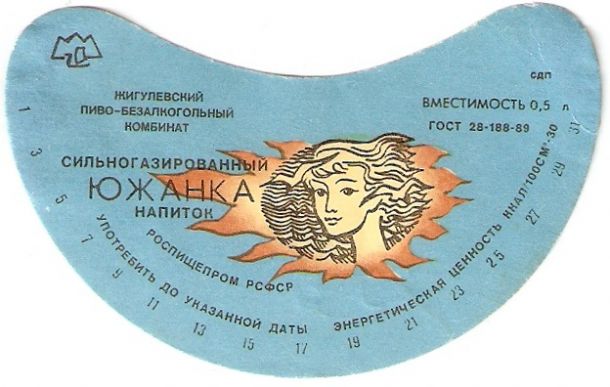 ЖИГУЛЕВСКИЙ
ПИВО-БЕЗАЛКОГОЛЬНЫЙ
КОМБИНАТ
СДП
ВМЕСТИМОСТЬ 0,5 л
ГОСТ 28-188-89
СИЛЬНОГАЗИРОВАННЫЙ
ЮЖАНКА
НАПИТОК
РОСПИЩЕПРОМ РСФСР
УПОТРЕБИТЬ ДО УКАЗАННОЙ ДАТЫ
ЭНЕРГЕТИЧЕСКАЯ ЦЕННОСТЬ ККАЛ/100СМ³-30
1 3 5 7 9 11 13 15 17 19 21 23 25 27 29 31